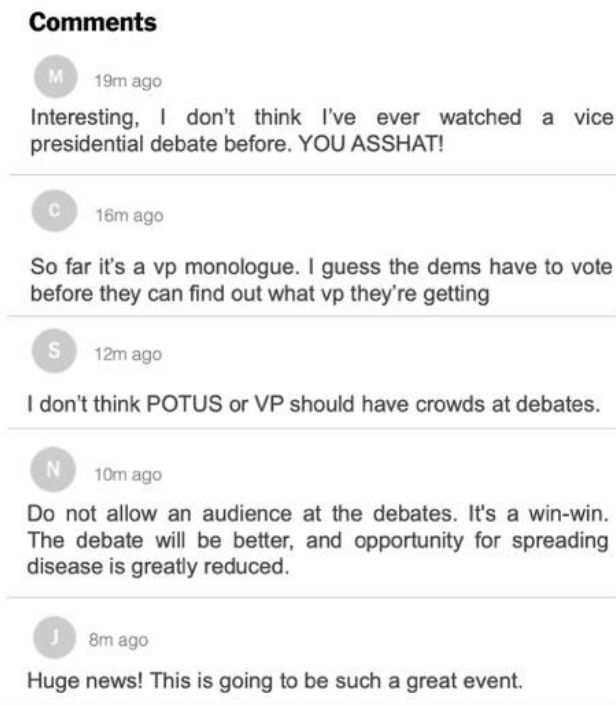 Comments
M 19m ago
Interesting, I don't think I've ever watched a vice
presidential debate before. YOU ASSHAT!
C 16m ago
So far it's a vp monologue. I guess the dems have to vote
before they can find out what vp they're getting
S 12m ago
I don't think POTUS or VP should have crowds at debates.
N 10m ago
Do not allow an audience at the debates. It's a win-win.
The debate will be better, and opportunity for spreading
disease is greatly reduced.
J 8m ago
Huge news! This is going to be such a great event.